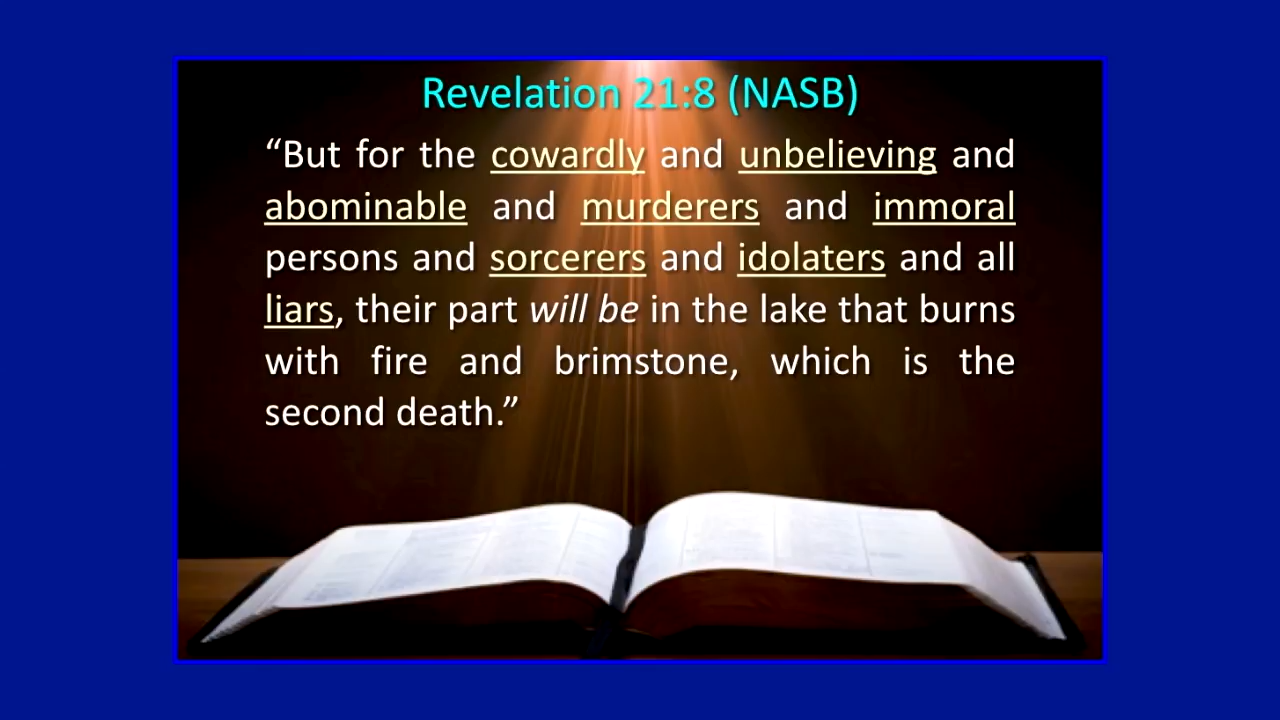 Revelation 21:8 (NASB)
“But for the cowardly and unbelieving and
abominable and murderers and immoral
persons and sorcerers and idolaters and all
liars, their part will be in the lake that burns
with fire and brimstone, which is the
second death.”